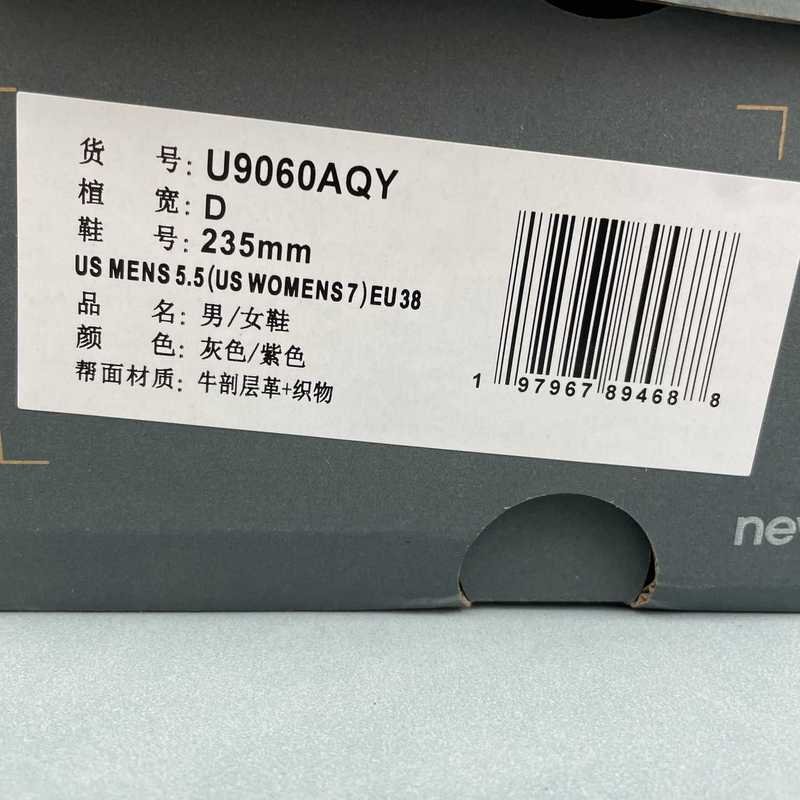 货 号: U9060AQY
楦 宽: D
鞋 号: 235mm
US MENS 5.5 (US WOMENS 7) EU 38
品 名: 男/女鞋
颜 色: 灰色/紫色
帮面材质: 牛剖层革+织物
1 97967 89468 8
new